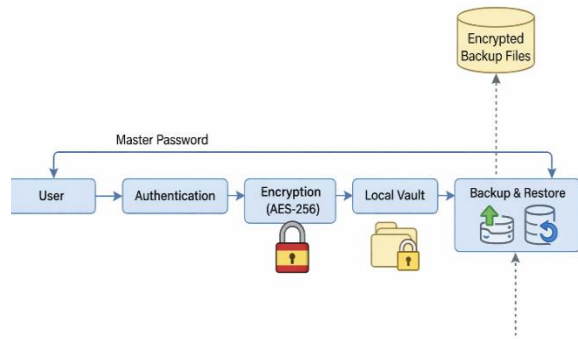 Encrypted
Backup Files
Master Password
User
Authentication
Encryption
(AES-256)
Local Vault
Backup & Restore